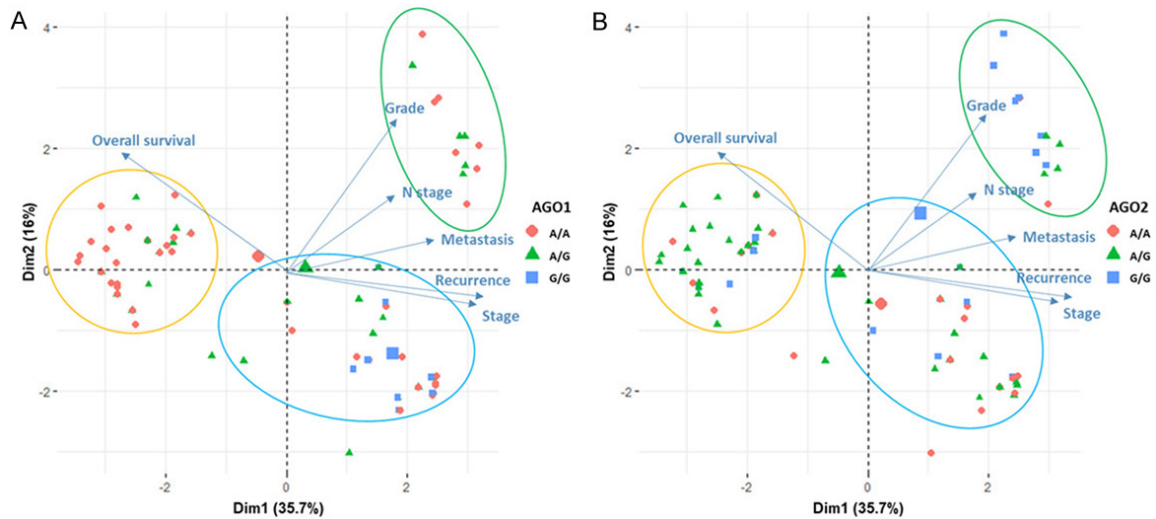 A
4
2
0
-2
-2
0
2
Dim2 (16%)
Dim1 (35.7%)
Overall survival
Grade
N stage
Metastasis
Recurrence
Stage
AGO1
A/A
A/G
G/G
B
4
2
0
-2
-2
0
2
Dim2 (16%)
Dim1 (35.7%)
Overall survival
Grade
N stage
Metastasis
Recurrence
Stage
AGO2
A/A
A/G
G/G